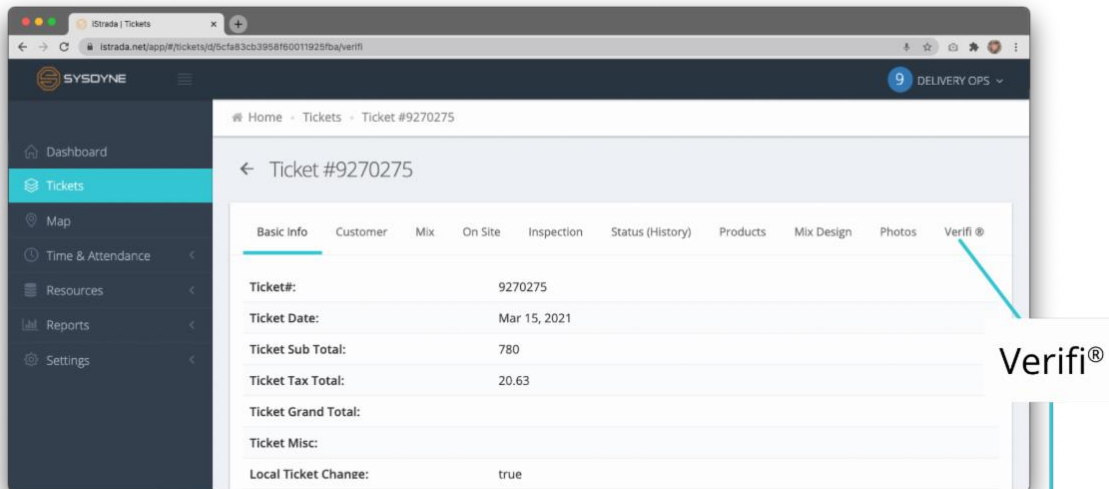 iStrada | Tickets
istrada.net/app/#/tickets/d/5cfa83cb3958f60011925fba/verifi
SYSDYNE
9 DELIVERY OPS
Home Tickets Ticket #9270275
Dashboard
Tickets
Map
Time & Attendance
Resources
Reports
Settings
Ticket #9270275
Basic Info Customer Mix On Site Inspection Status (History) Products Mix Design Photos Verifi ®
Ticket#: 9270275
Ticket Date: Mar 15, 2021
Ticket Sub Total: 780
Ticket Tax Total: 20.63
Ticket Grand Total:
Ticket Misc:
Local Ticket Change: true
Verifi®